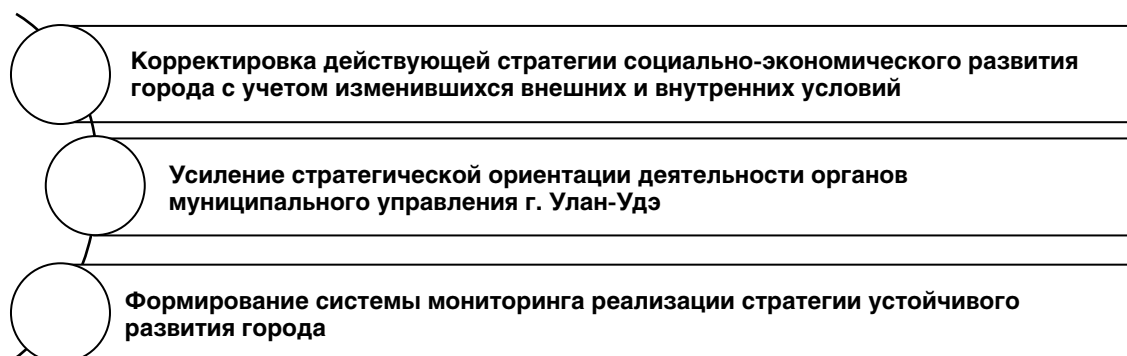 Корректировка действующей стратегии социально-экономического развития
города с учетом изменившихся внешних и внутренних условий
Усиление стратегической ориентации деятельности органов
муниципального управления г. Улан-Удэ
Формирование системы мониторинга реализации стратегии устойчивого
развития города